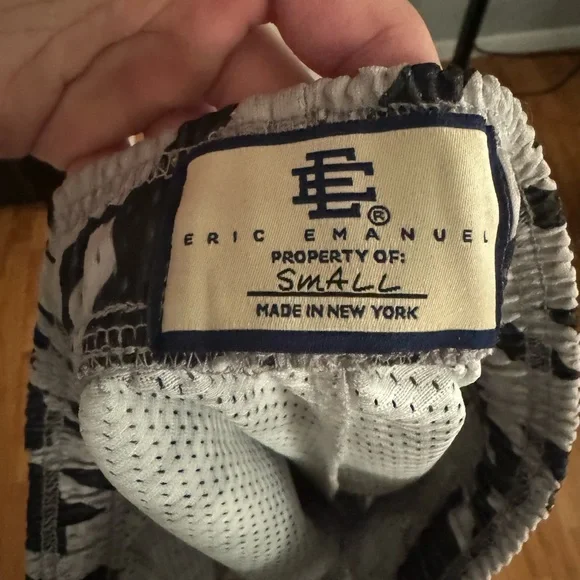 EE
®
ERIC EMANUEL
PROPERTY OF:
SMALL
MADE IN NEW YORK